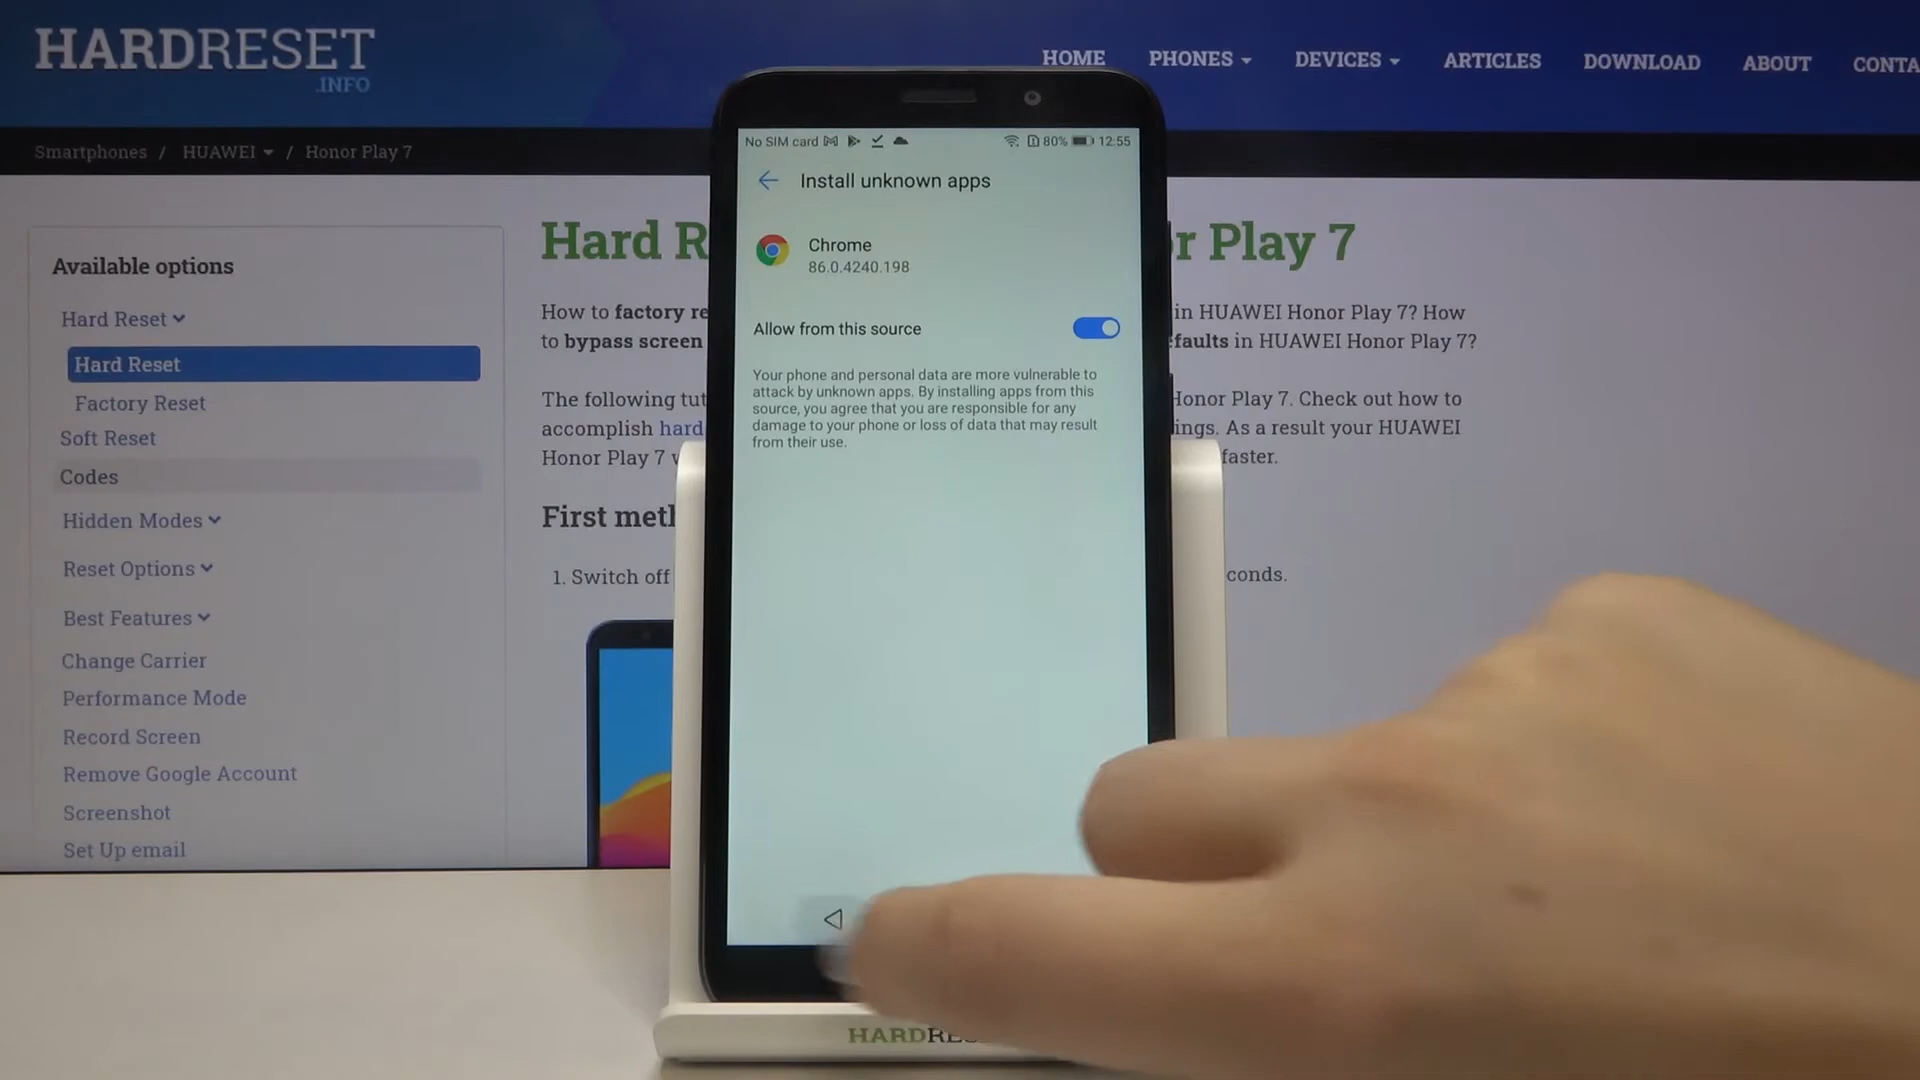 HARDRESET
.INFO
HOME PHONES DEVICES ARTICLES DOWNLOAD ABOUT CONTA
Smartphones / HUAWEI / Honor Play 7
Available options
Hard Reset
Hard Reset
Factory Reset
Soft Reset
Codes
Hidden Modes
Reset Options
Best Features
Change Carrier
Performance Mode
Record Screen
Remove Google Account
Screenshot
Set Up email
Hard R
r Play 7
How to factory re
in HUAWEI Honor Play 7? How
to bypass screen
faults in HUAWEI Honor Play 7?
The following tut
Honor Play 7. Check out how to
accomplish hard
ings. As a result your HUAWEI
Honor Play 7 w
faster.
First meth
1. Switch off
conds.
No SIM card 80% 12:55
Install unknown apps
Chrome
86.0.4240.198
Allow from this source
Your phone and personal data are more vulnerable to
attack by unknown apps. By installing apps from this
source, you agree that you are responsible for any
damage to your phone or loss of data that may result
from their use.
HARDRES